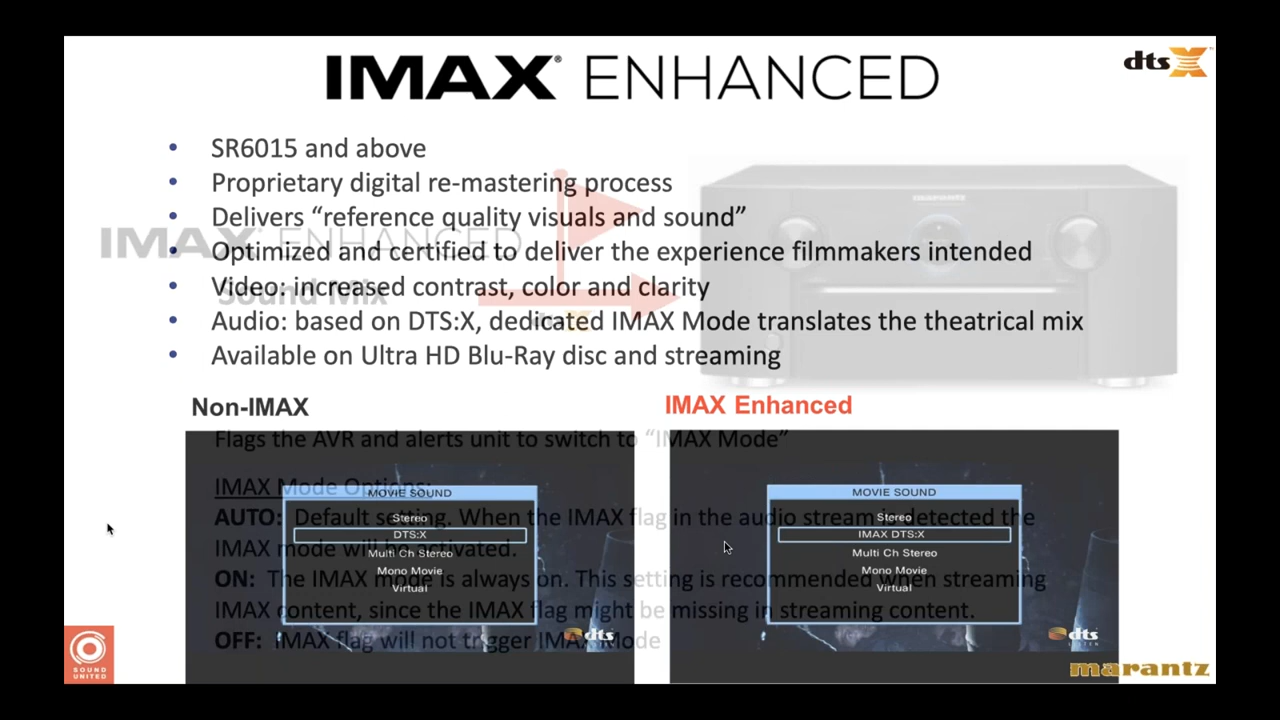 IMAX® ENHANCED
dts X
• SR6015 and above
• Proprietary digital re-mastering process
• Delivers “reference quality visuals and sound”
• Optimized and certified to deliver the experience filmmakers intended
• Video: increased contrast, color and clarity
• Audio: based on DTS:X, dedicated IMAX Mode translates the theatrical mix
• Available on Ultra HD Blu-Ray disc and streaming
marantz
IMAX ENHANCED
Sound Mix
Non-IMAX
IMAX Enhanced
Flags the AVR and alerts unit to switch to “IMAX Mode”
IMAX Mode Options:
AUTO: Default setting. When the IMAX flag in the audio stream is detected the
IMAX mode will be activated.
ON: The IMAX mode is always on. This setting is recommended when streaming
IMAX content, since the IMAX flag might be missing in streaming content.
OFF: IMAX flag will not trigger IMAX Mode
MOVIE SOUND
Stereo
DTS:X
Multi Ch Stereo
Mono Movie
Virtual
dts
MOVIE SOUND
Stereo
IMAX DTS:X
Multi Ch Stereo
Mono Movie
Virtual
dts
SOUND
UNITED
marantz